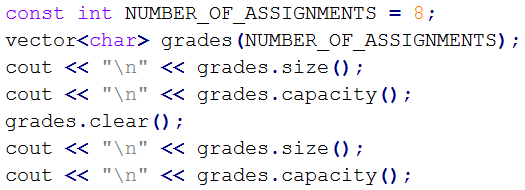 const int NUMBER_OF_ASSIGNMENTS = 8;
vector<char> grades(NUMBER_OF_ASSIGNMENTS);
cout << "\n" << grades.size();
cout << "\n" << grades.capacity();
grades.clear();
cout << "\n" << grades.size();
cout << "\n" << grades.capacity();